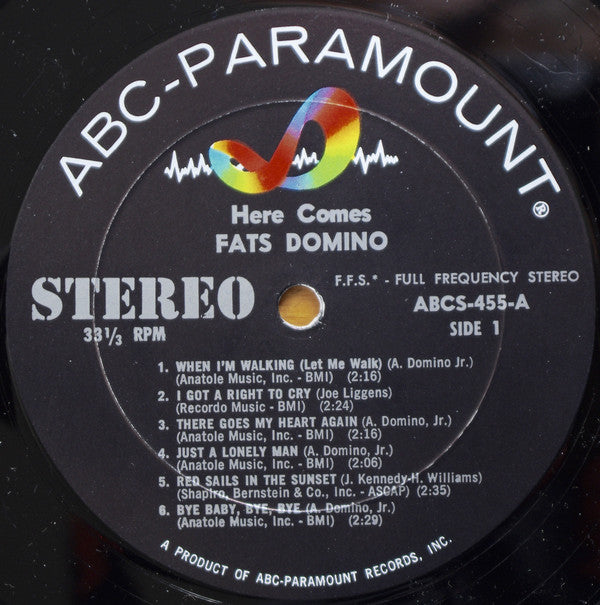 ABC-PARAMOUNT
®
Here Comes
FATS DOMINO
STEREO
33⅓ RPM
F.F.S.* - FULL FREQUENCY STEREO
ABCS-455-A
SIDE 1
1. WHEN I'M WALKING (Let Me Walk) (A. Domino Jr.)
(Anatole Music, Inc. - BMI) (2:16)
2. I GOT A RIGHT TO CRY (Joe Liggens)
(Recordo Music - BMI) (2:24)
3. THERE GOES MY HEART AGAIN (A. Domino, Jr.)
(Anatole Music, Inc. - BMI) (2:16)
4. JUST A LONELY MAN (A. Domino, Jr.)
(Anatole Music, Inc. - BMI) (2:06)
5. RED SAILS IN THE SUNSET (J. Kennedy-H. Williams)
(Shapiro, Bernstein & Co., Inc. - ASCAP) (2:35)
6. BYE BABY, BYE, BYE (A. Domino, Jr.)
(Anatole Music, Inc. - BMI) (2:29)
A PRODUCT OF ABC-PARAMOUNT RECORDS, INC.